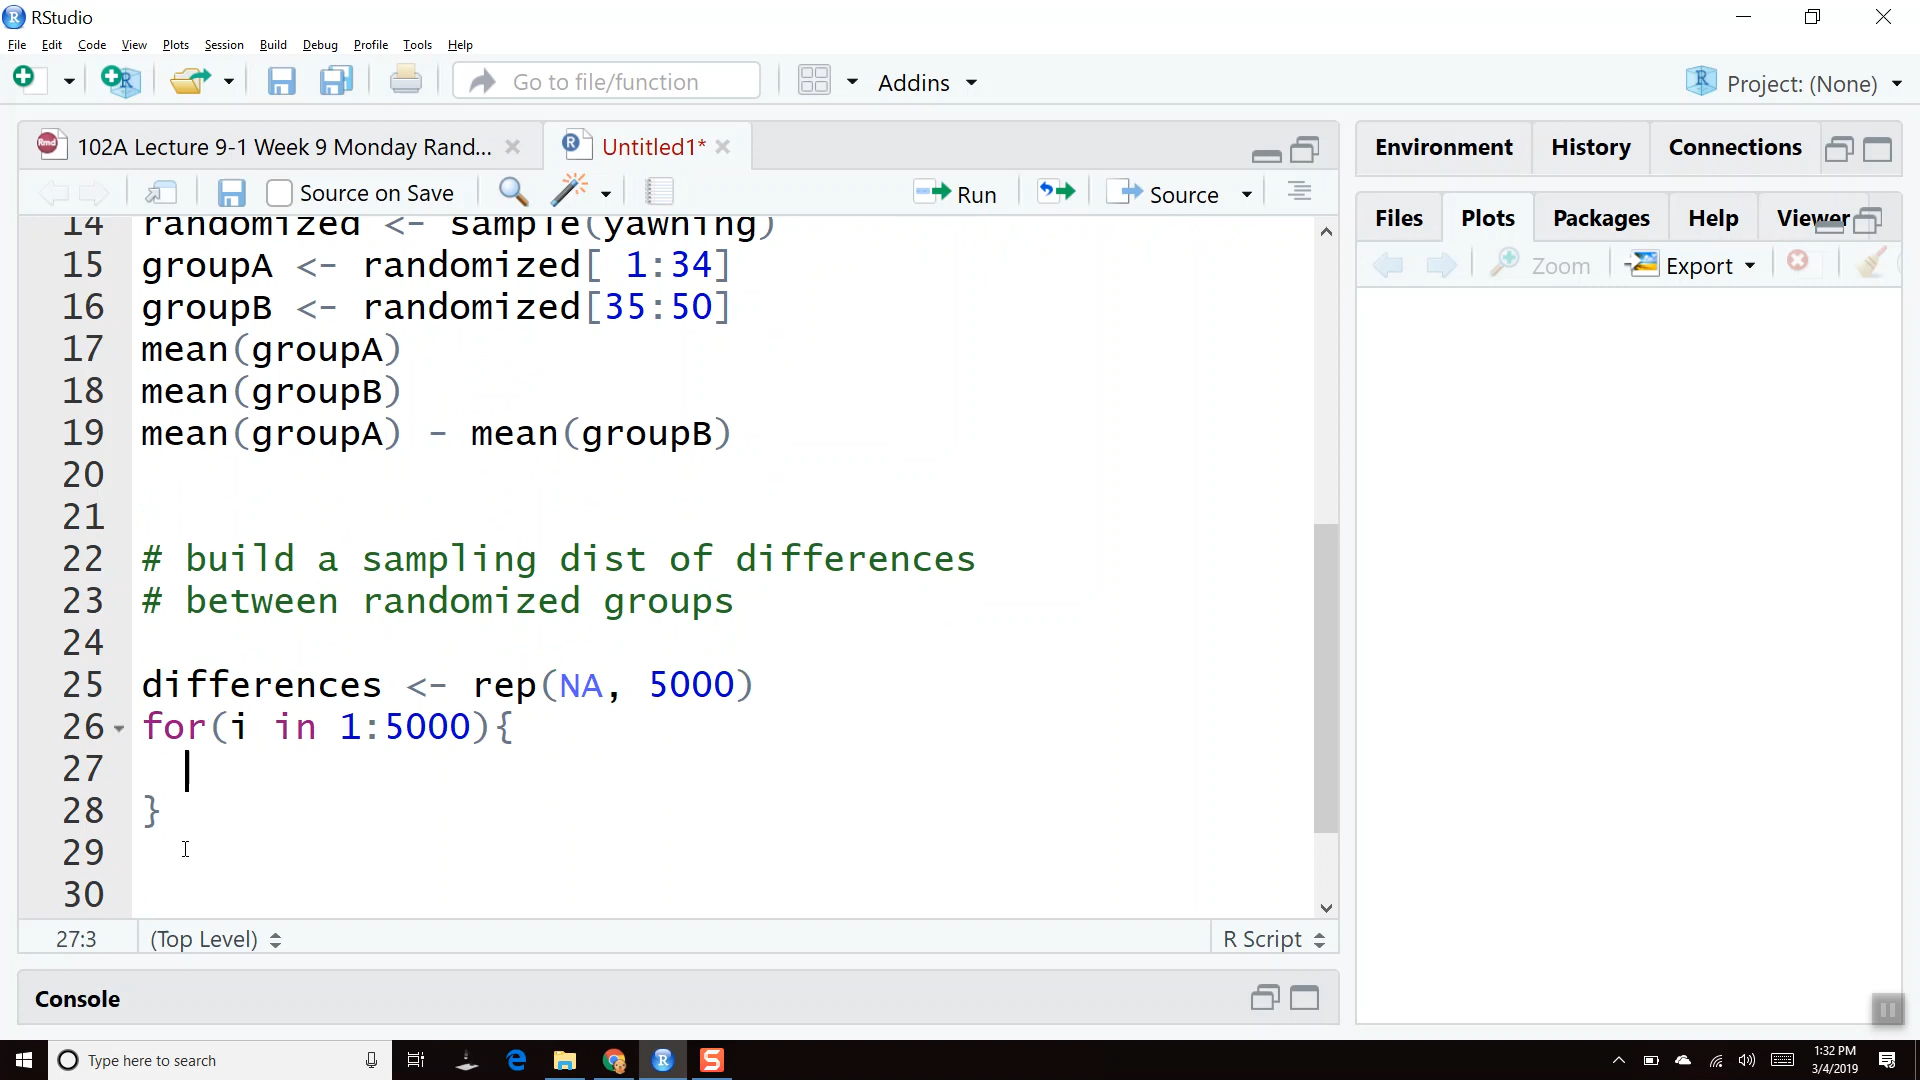 RStudio
File Edit Code View Plots Session Build Debug Profile Tools Help
Go to file/function Addins Project: (None)
102A Lecture 9-1 Week 9 Monday Rand... Untitled1*
Source on Save Run Source
14 randomized <- sample(yawning)
15 groupA <- randomized[ 1:34]
16 groupB <- randomized[35:50]
17 mean(groupA)
18 mean(groupB)
19 mean(groupA) - mean(groupB)
20
21
22 # build a sampling dist of differences
23 # between randomized groups
24
25 differences <- rep(NA, 5000)
26 for(i in 1:5000){
27
28 }
29
30
27:3 (Top Level) R Script
Console
Environment History Connections
Files Plots Packages Help Viewer
Zoom Export
Type here to search
1:32 PM
3/4/2019